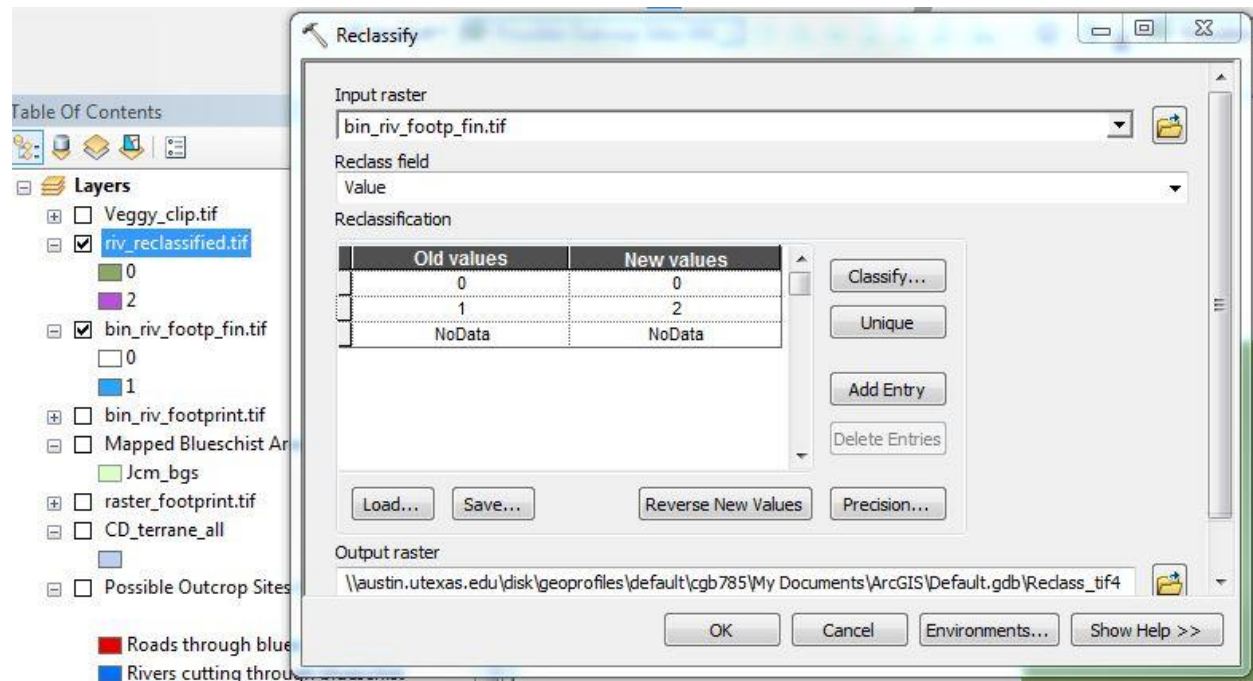 Reclassify
Input raster
bin_riv_footp_fin.tif
Reclass field
Value
Reclassification
Old values New values
0 0
1 2
NoData NoData
Classify...
Unique
Add Entry
Delete Entries
Load... Save... Reverse New Values Precision...
Output raster
\\austin.utexas.edu\disk\geoprofiles\default\cgb785\My Documents\ArcGIS\Default.gdb\Reclass_tif4
OK Cancel Environments... Show Help >>
Table Of Contents
Layers
Veggy_clip.tif
riv_reclassified.tif
0
2
bin_riv_footp_fin.tif
0
1
bin_riv_footprint.tif
Mapped Blueschist Ar
Jcm_bgs
raster_footprint.tif
CD_terrane_all
Possible Outcrop Sites
Roads through blue
Rivers cutting through